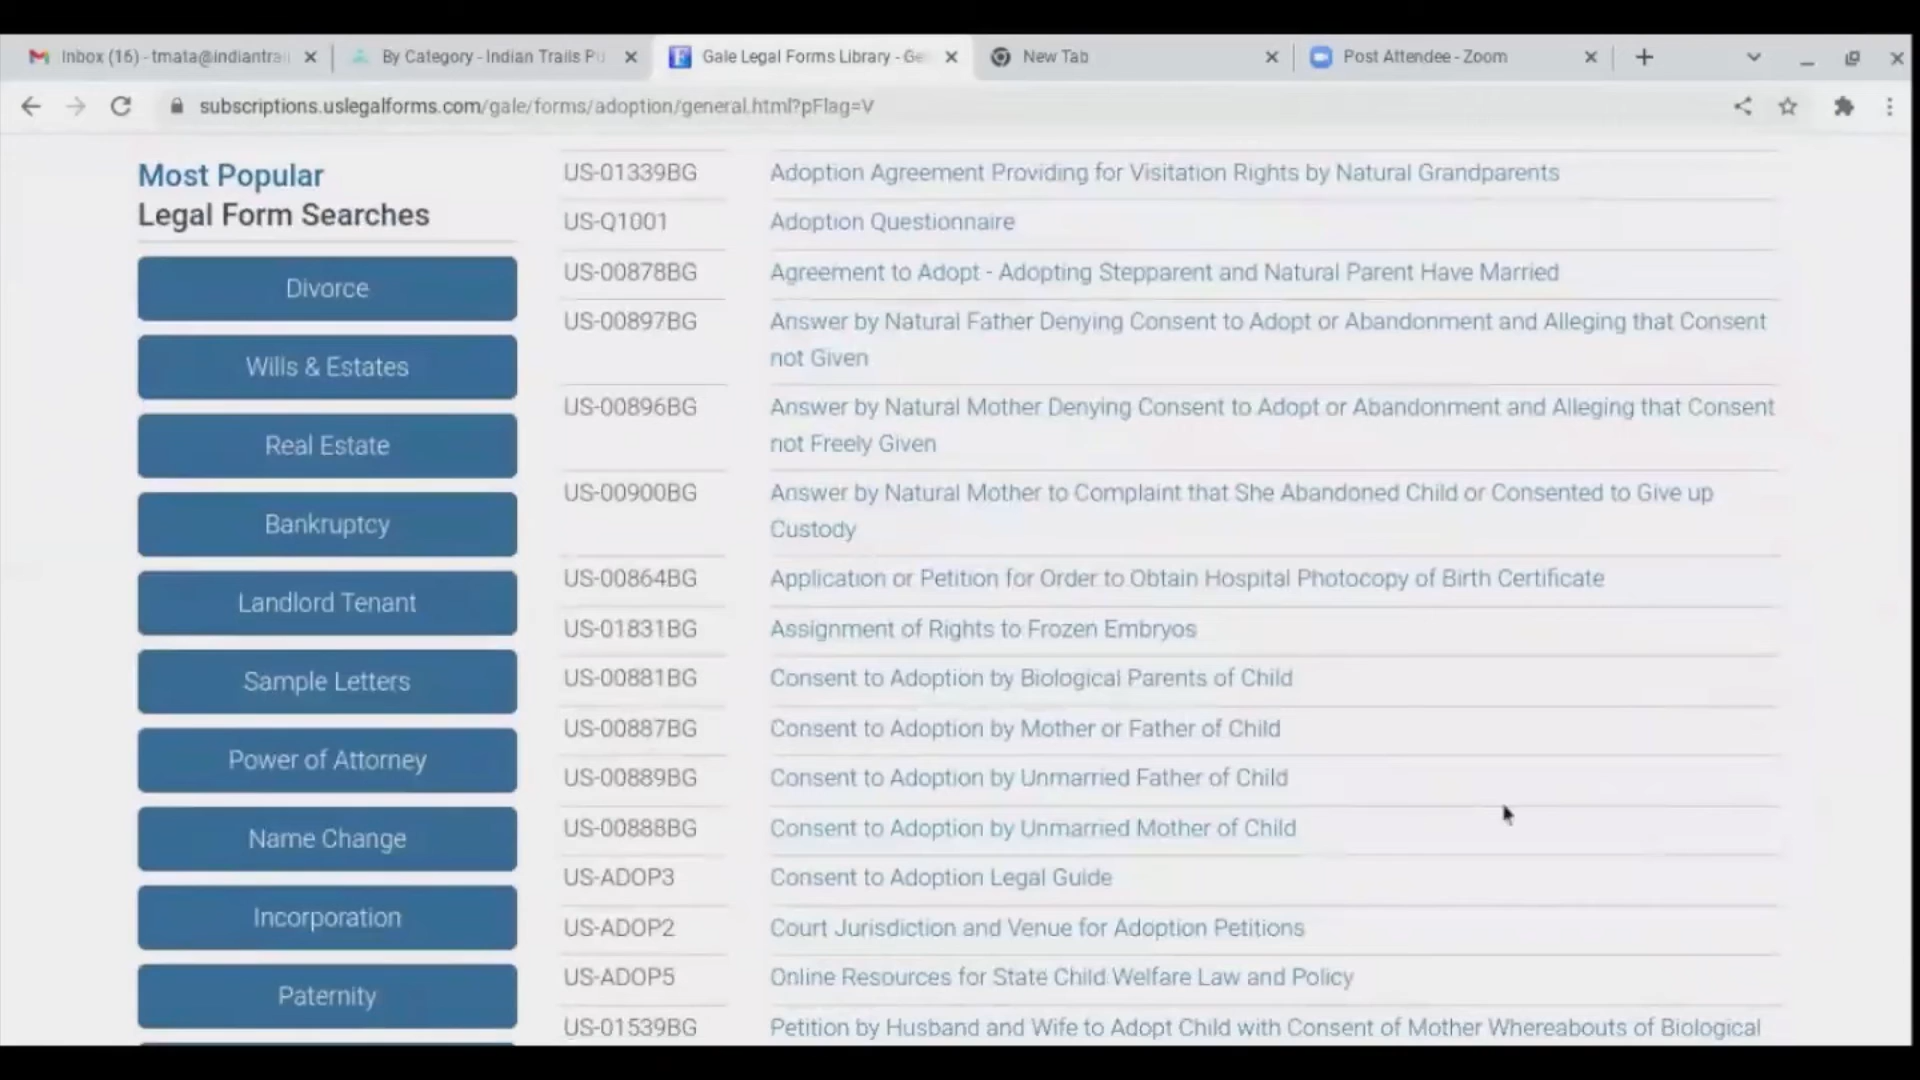 Inbox (16) - tmata@indiantrai
By Category - Indian Trails Pu
Gale Legal Forms Library - Ge
New Tab
Post Attendee - Zoom
subscriptions.uslegalforms.com/gale/forms/adoption/general.html?pFlag=V
Most Popular
Legal Form Searches
Divorce
Wills & Estates
Real Estate
Bankruptcy
Landlord Tenant
Sample Letters
Power of Attorney
Name Change
Incorporation
Paternity
US-01339BG Adoption Agreement Providing for Visitation Rights by Natural Grandparents
US-Q1001 Adoption Questionnaire
US-00878BG Agreement to Adopt - Adopting Stepparent and Natural Parent Have Married
US-00897BG Answer by Natural Father Denying Consent to Adopt or Abandonment and Alleging that Consent
not Given
US-00896BG Answer by Natural Mother Denying Consent to Adopt or Abandonment and Alleging that Consent
not Freely Given
US-00900BG Answer by Natural Mother to Complaint that She Abandoned Child or Consented to Give up
Custody
US-00864BG Application or Petition for Order to Obtain Hospital Photocopy of Birth Certificate
US-01831BG Assignment of Rights to Frozen Embryos
US-00881BG Consent to Adoption by Biological Parents of Child
US-00887BG Consent to Adoption by Mother or Father of Child
US-00889BG Consent to Adoption by Unmarried Father of Child
US-00888BG Consent to Adoption by Unmarried Mother of Child
US-ADOP3 Consent to Adoption Legal Guide
US-ADOP2 Court Jurisdiction and Venue for Adoption Petitions
US-ADOP5 Online Resources for State Child Welfare Law and Policy
US-01539BG Petition by Husband and Wife to Adopt Child with Consent of Mother Whereabouts of Biological